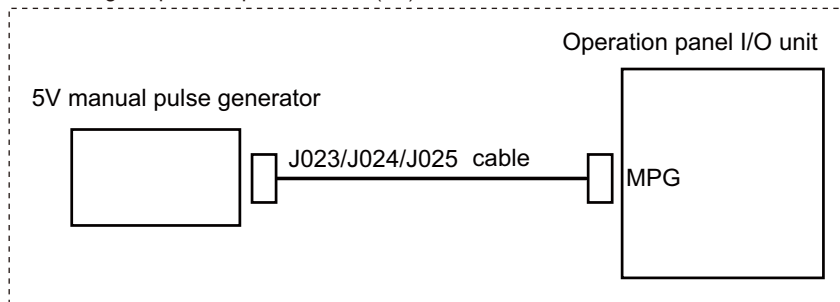 Operation panel I/O unit
5V manual pulse generator
J023/J024/J025 cable
MPG